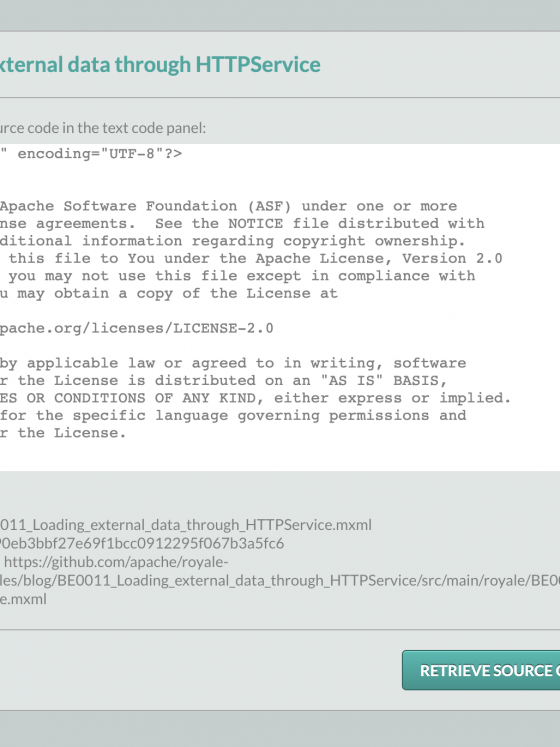 xternal data through HTTPService
urce code in the text code panel:
" encoding="UTF-8"?>
Apache Software Foundation (ASF) under one or more
nse agreements.  See the NOTICE file distributed with
ditional information regarding copyright ownership.
this file to You under the Apache License, Version 2.0
you may not use this file except in compliance with
u may obtain a copy of the License at
pache.org/licenses/LICENSE-2.0
by applicable law or agreed to in writing, software
r the License is distributed on an "AS IS" BASIS,
ES OR CONDITIONS OF ANY KIND, either express or implied.
for the specific language governing permissions and
r the License.
011_Loading_external_data_through_HTTPService.mxml
0eb3bbf27e69f1bcc0912295f067b3a5fc6
https://github.com/apache/royale-
les/blog/BE0011_Loading_external_data_through_HTTPService/src/main/royale/BE00
e.mxml
RETRIEVE SOURCE